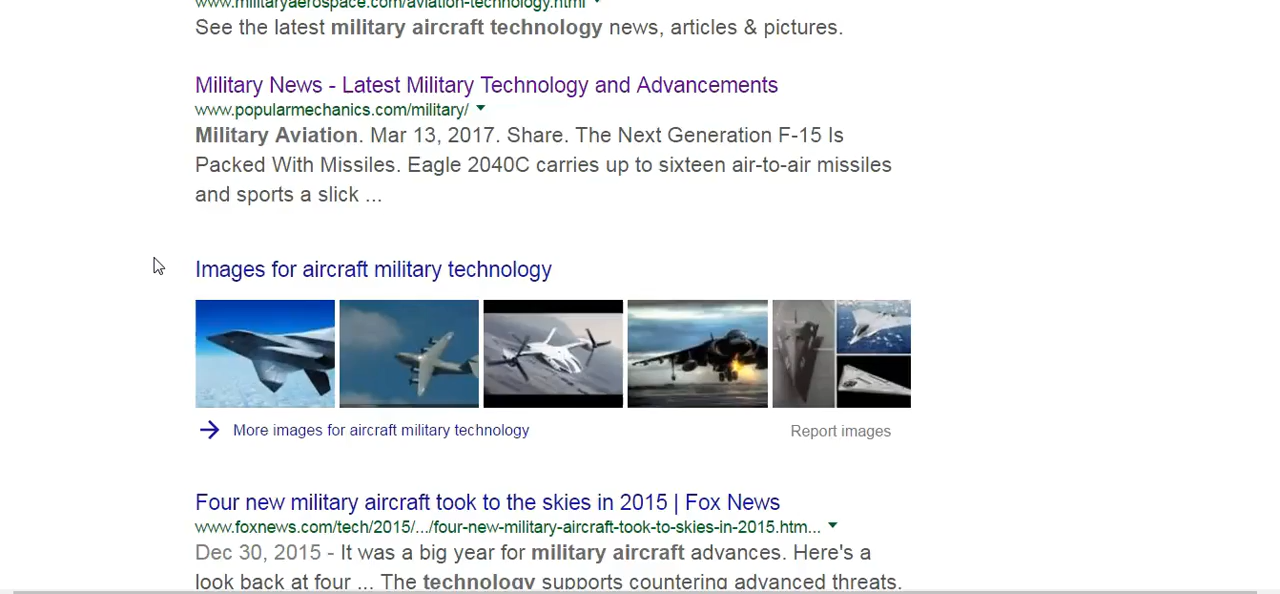 www.militaryaerospace.com/aviation-technology.html
See the latest military aircraft technology news, articles & pictures.
Military News - Latest Military Technology and Advancements
www.popularmechanics.com/military/
Military Aviation. Mar 13, 2017. Share. The Next Generation F-15 Is
Packed With Missiles. Eagle 2040C carries up to sixteen air-to-air missiles
and sports a slick ...
Images for aircraft military technology
More images for aircraft military technology
Report images
Four new military aircraft took to the skies in 2015 | Fox News
www.foxnews.com/tech/2015/.../four-new-military-aircraft-took-to-skies-in-2015.htm...
Dec 30, 2015 - It was a big year for military aircraft advances. Here's a
look back at four ... The technology supports countering advanced threats.